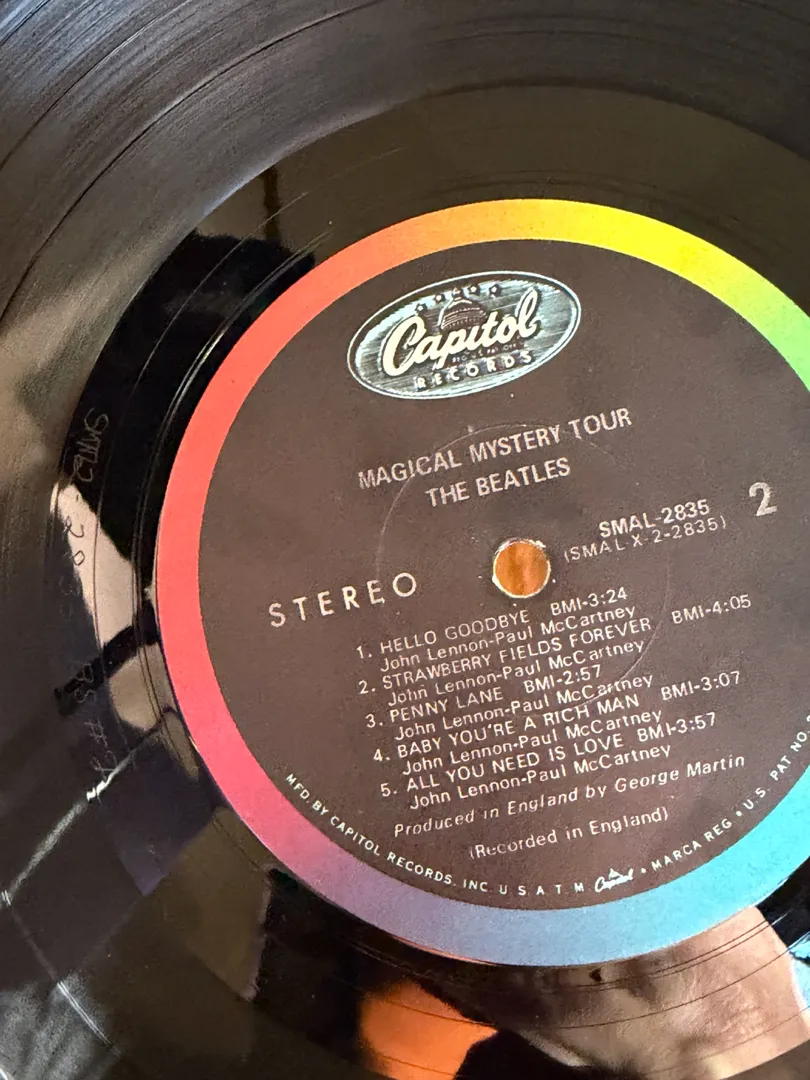 Capitol
RECORDS
MAGICAL MYSTERY TOUR
THE BEATLES
SMAL-2835
(SMAL-X-2-2835)
2
STEREO
1. HELLO GOODBYE BMI-3:24
John Lennon-Paul McCartney
2. STRAWBERRY FIELDS FOREVER BMI-4:05
John Lennon-Paul McCartney
3. PENNY LANE BMI-2:57
John Lennon-Paul McCartney
4. BABY YOU'RE A RICH MAN BMI-3:07
John Lennon-Paul McCartney
5. ALL YOU NEED IS LOVE BMI-3:57
John Lennon-Paul McCartney
Produced in England by George Martin
(Recorded in England)
MFD BY CAPITOL RECORDS, INC. U S A T M Capitol • MARCA REG • U.S. PAT NO.